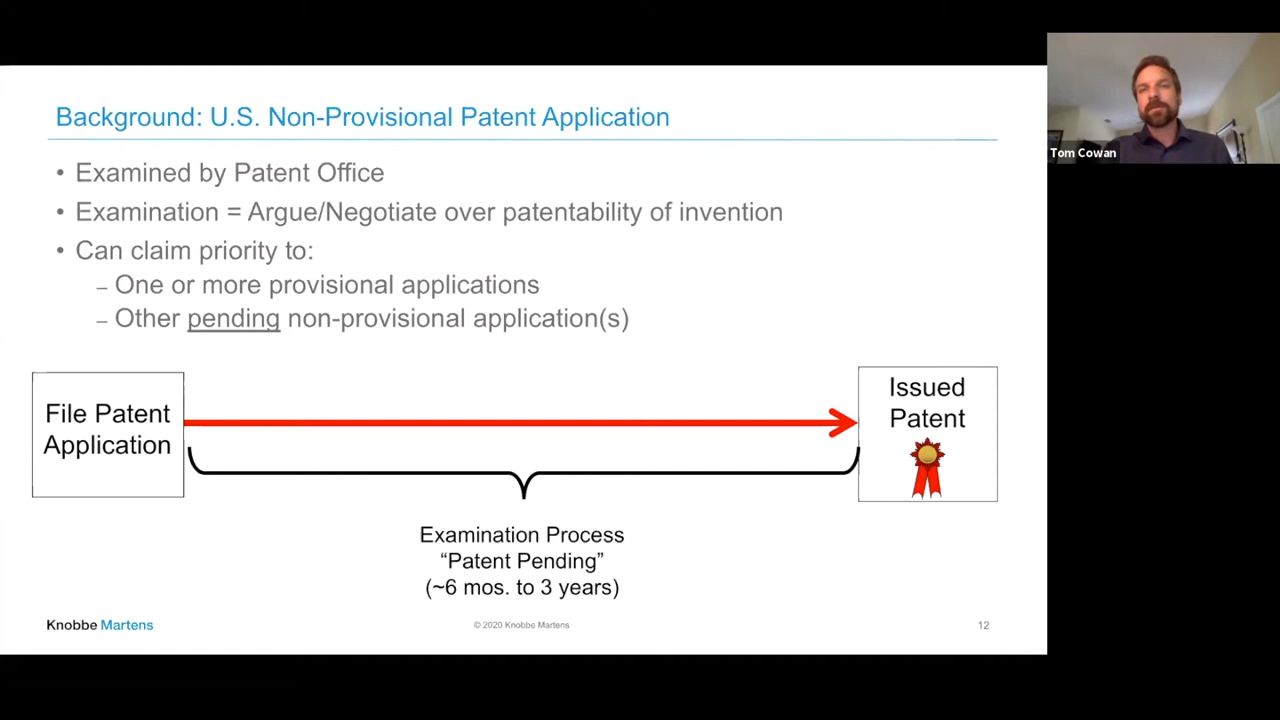 Background: U.S. Non-Provisional Patent Application
• Examined by Patent Office
• Examination = Argue/Negotiate over patentability of invention
• Can claim priority to:
– One or more provisional applications
– Other pending non-provisional application(s)
File Patent
Application
Issued
Patent
Examination Process
“Patent Pending”
(~6 mos. to 3 years)
Knobbe Martens
© 2020 Knobbe Martens
12
Tom Cowan